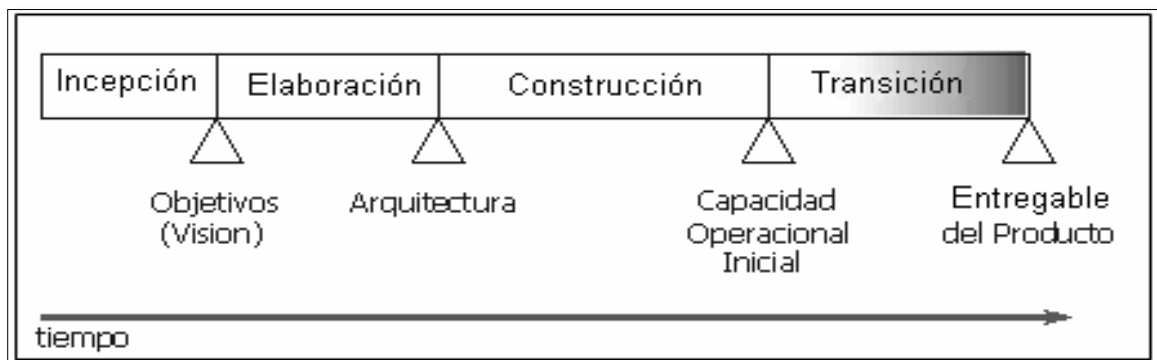 Incepción
Elaboración
Construcción
Transición
Objetivos
(Vision)
Arquitectura
Capacidad
Operacional
Inicial
Entregable
del Producto
tiempo